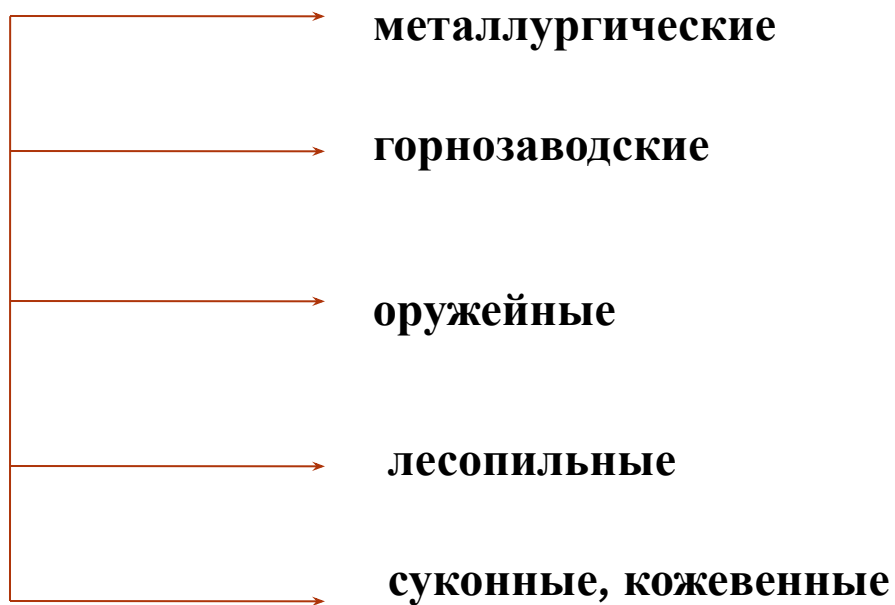 металлургические
горнозаводские
оружейные
лесопильные
суконные, кожевенные